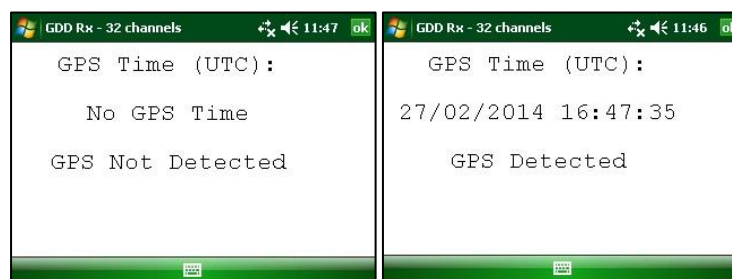 GDD Rx - 32 channels 11:47 ok
GPS Time (UTC):
No GPS Time
GPS Not Detected
GDD Rx - 32 channels 11:46 ok
GPS Time (UTC):
27/02/2014 16:47:35
GPS Detected